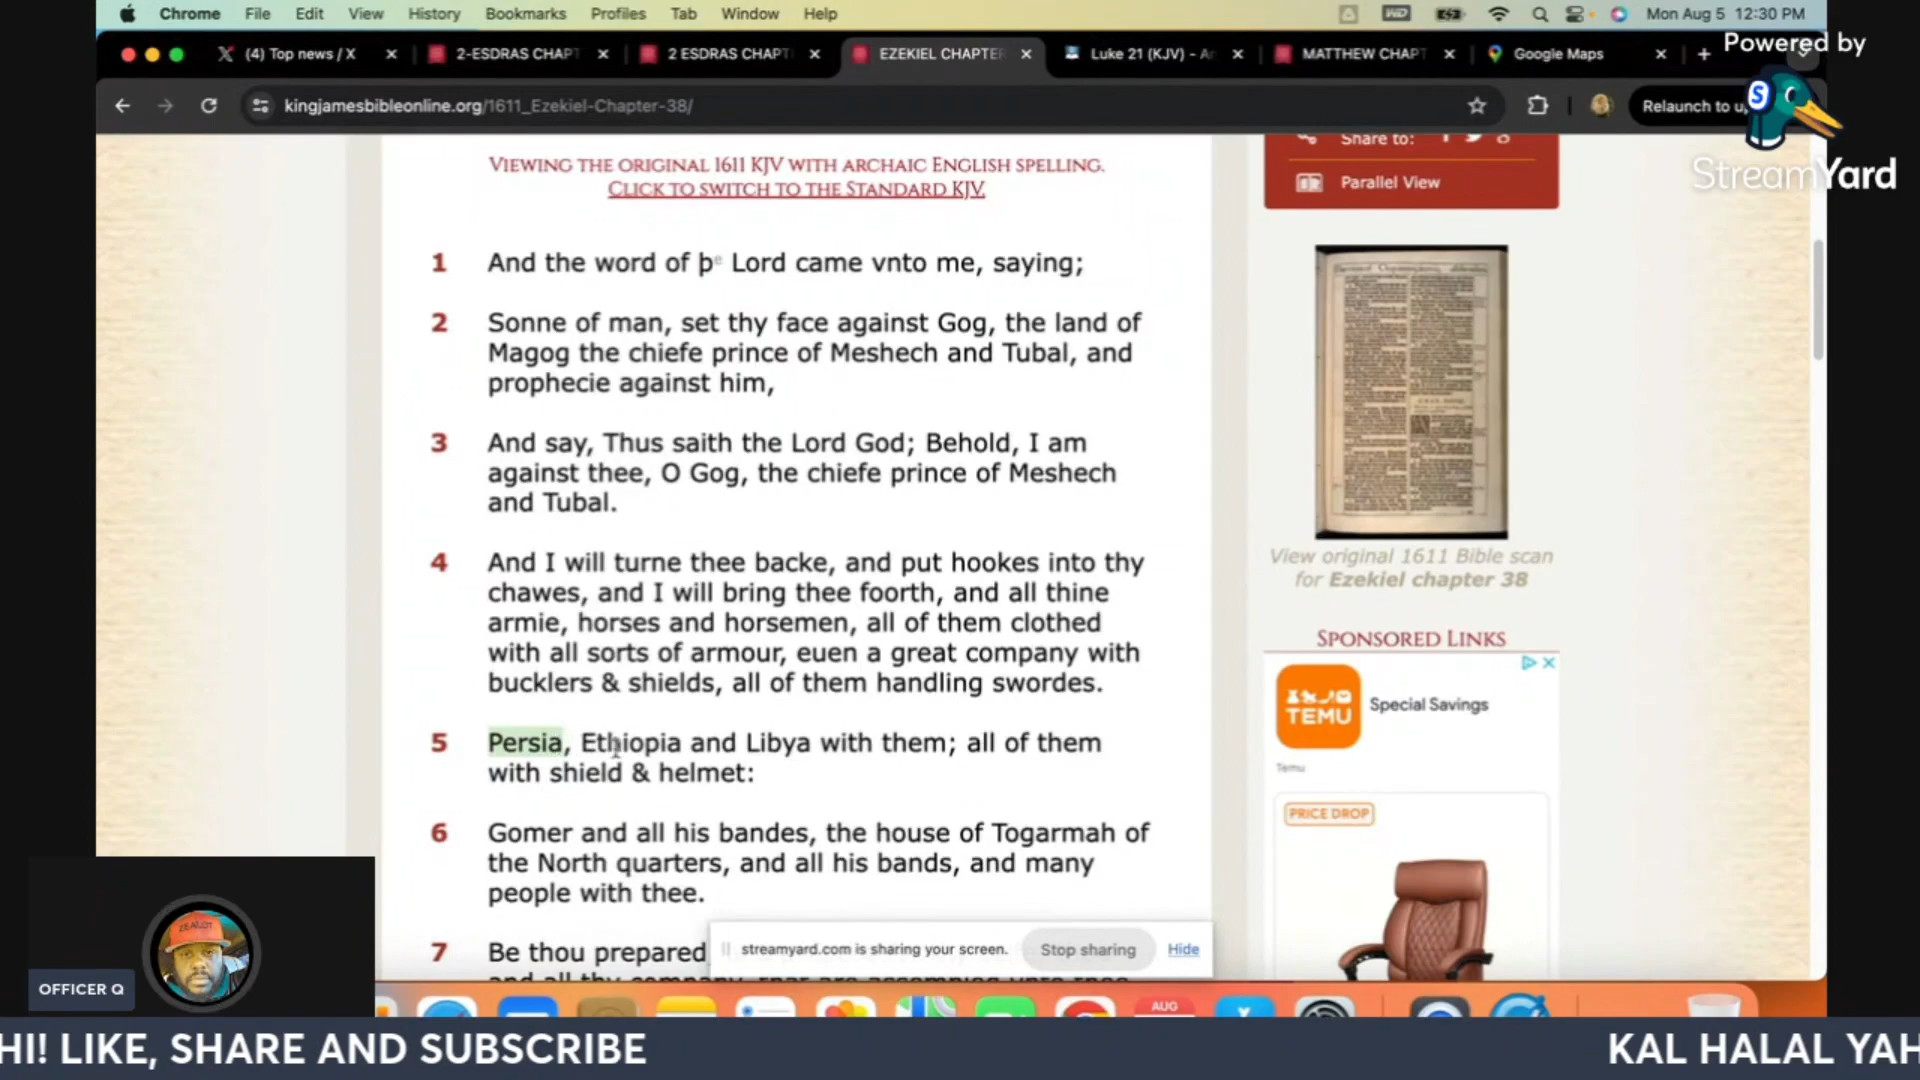 Chrome File Edit View History Bookmarks Profiles Tab Window Help
Mon Aug 5 12:30 PM
(4) Top news / X
2-ESDRAS CHAPT
2 ESDRAS CHAPT
EZEKIEL CHAPTER
Luke 21 (KJV) -
MATTHEW CHAPT
Google Maps
Powered by
StreamYard
kingjamesbibleonline.org/1611_Ezekiel-Chapter-38/
Relaunch to
VIEWING THE ORIGINAL 1611 KJV WITH ARCHAIC ENGLISH SPELLING.
CLICK TO SWITCH TO THE STANDARD KJV.
1 And the word of þe Lord came vnto me, saying;
2 Sonne of man, set thy face against Gog, the land of
Magog the chiefe prince of Meshech and Tubal, and
prophecie against him,
3 And say, Thus saith the Lord God; Behold, I am
against thee, O Gog, the chiefe prince of Meshech
and Tubal.
4 And I will turne thee backe, and put hookes into thy
chawes, and I will bring thee foorth, and all thine
armie, horses and horsemen, all of them clothed
with all sorts of armour, euen a great company with
bucklers & shields, all of them handling swordes.
5 Persia, Ethiopia and Libya with them; all of them
with shield & helmet:
6 Gomer and all his bandes, the house of Togarmah of
the North quarters, and all his bands, and many
people with thee.
7 Be thou prepared
and all thy company, that are assembled vnto thee,
Share to:
Parallel View
View original 1611 Bible scan
for Ezekiel chapter 38
SPONSORED LINKS
TEMU
Special Savings
Temu
PRICE DROP
streamyard.com is sharing your screen. Stop sharing Hide
ZEALOT
OFFICER Q
AUG
HI! LIKE, SHARE AND SUBSCRIBE
KAL HALAL YAH